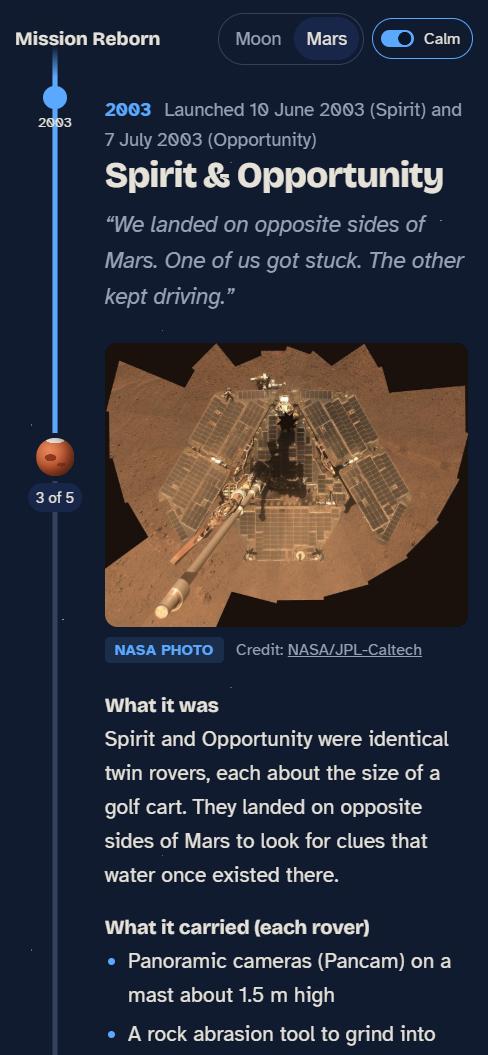 Mission Reborn
Moon
Mars
Calm
2003
2003 Launched 10 June 2003 (Spirit) and
7 July 2003 (Opportunity)
Spirit & Opportunity
“We landed on opposite sides of
Mars. One of us got stuck. The other
kept driving.”
3 of 5
NASA PHOTO Credit: NASA/JPL-Caltech
What it was
Spirit and Opportunity were identical
twin rovers, each about the size of a
golf cart. They landed on opposite
sides of Mars to look for clues that
water once existed there.
What it carried (each rover)
Panoramic cameras (Pancam) on a
mast about 1.5 m high
A rock abrasion tool to grind into